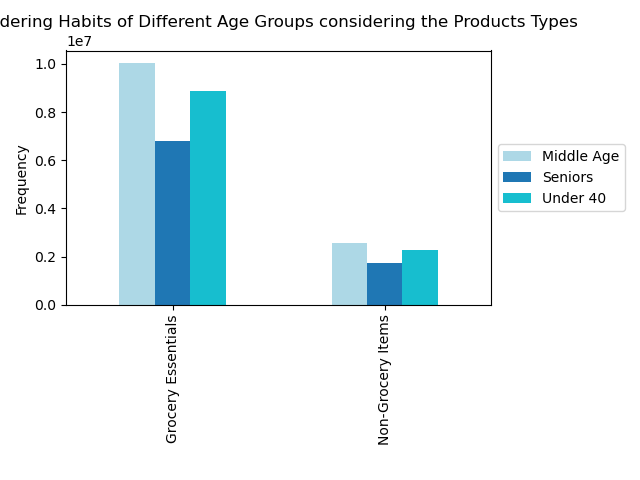 dering Habits of Different Age Groups considering the Products Types
1e7
1.0
0.8
0.6
0.4
0.2
0.0
Frequency
Grocery Essentials
Non-Grocery Items
Middle Age
Seniors
Under 40